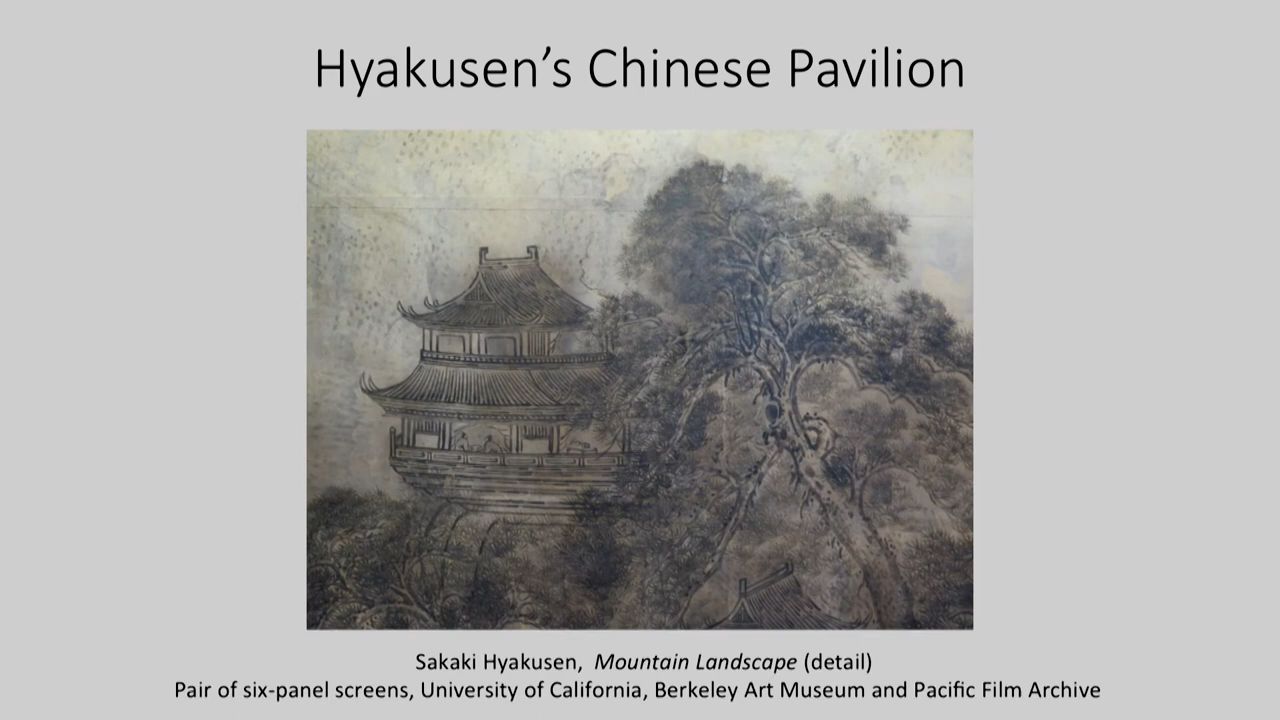 Hyakusen’s Chinese Pavilion
Sakaki Hyakusen, Mountain Landscape (detail)
Pair of six-panel screens, University of California, Berkeley Art Museum and Pacific Film Archive